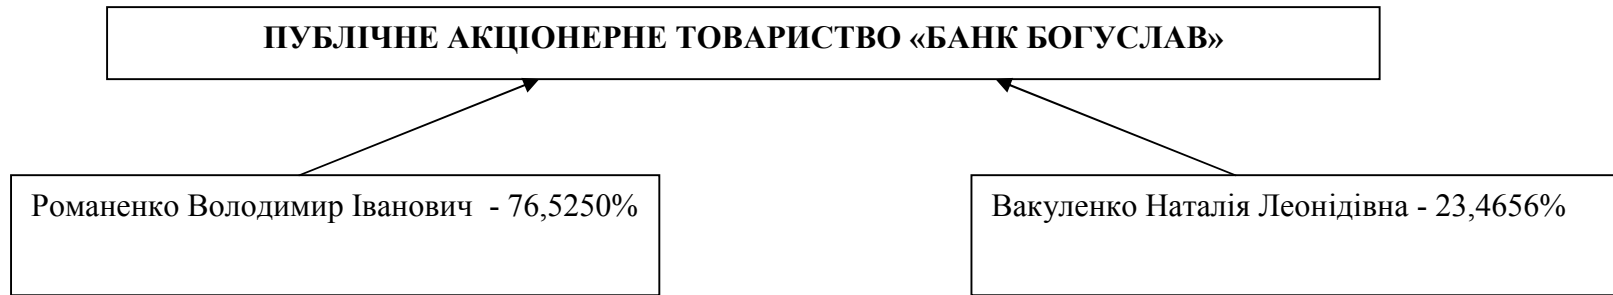 ПУБЛІЧНЕ АКЦІОНЕРНЕ ТОВАРИСТВО «БАНК БОГУСЛАВ»
Романенко Володимир Іванович - 76,5250%
Вакуленко Наталія Леонідівна - 23,4656%